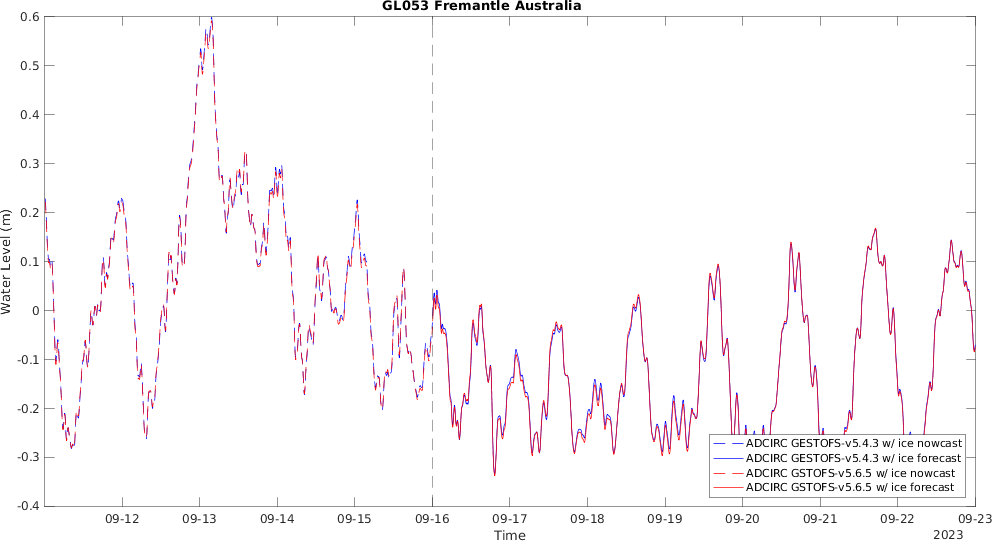 GL053 Fremantle Australia
0.6
0.5
0.4
0.3
0.2
0.1
0
-0.1
-0.2
-0.3
-0.4
Water Level (m)
ADCIRC GESTOFS-v5.4.3 w/ ice nowcast
ADCIRC GESTOFS-v5.4.3 w/ ice forecast
ADCIRC GSTOFS-v5.6.5 w/ ice nowcast
ADCIRC GSTOFS-v5.6.5 w/ ice forecast
09-12 09-13 09-14 09-15 09-16 09-17 09-18 09-19 09-20 09-21 09-22 09-23
Time
2023